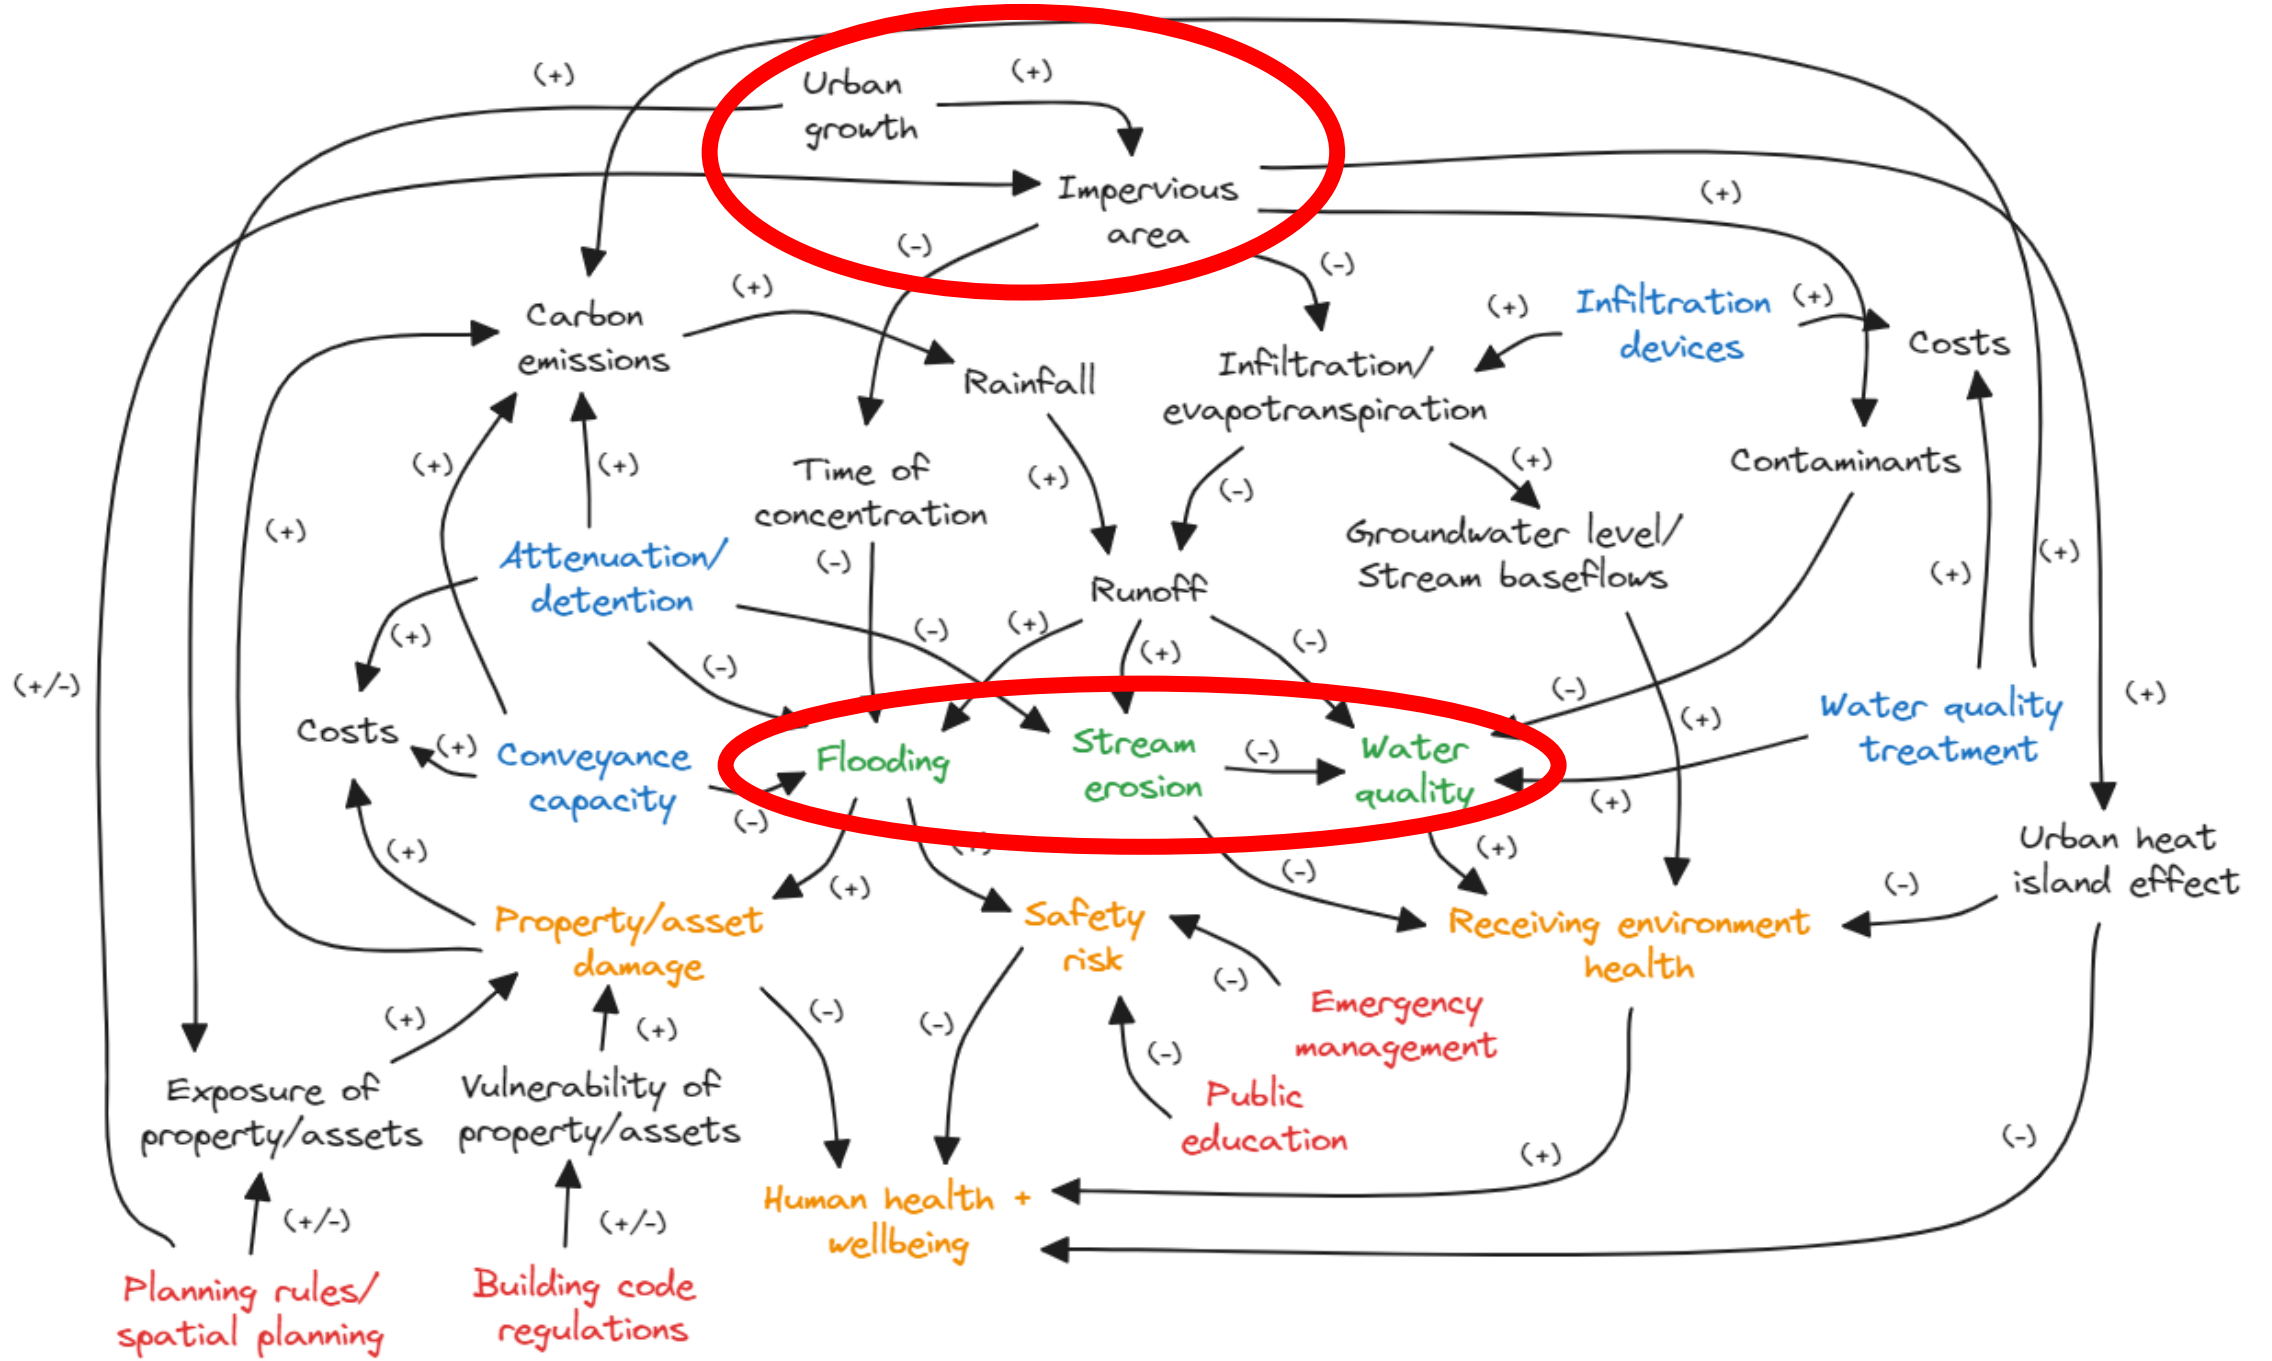 (+)
Urban
growth
(+)
Impervious
area
(+)
(-)
(-)
(+)
Carbon
emissions
Rainfall
Infiltration/
evapotranspiration
(+)
Infiltration
devices
(+)
Costs
(+)
(+)
Time of
concentration
(+)
(-)
(+)
Contaminants
(+)
Attenuation/
detention
(-)
Runoff
Groundwater level/
Stream baseflows
(+)
(+)
(+)
(-)
(-)
(+)
(+)
(-)
(+/-)
Costs
(+)
Conveyance
capacity
(-)
Flooding
Stream
erosion
(-)
Water
quality
(-)
(+)
(+)
Water quality
treatment
(+)
(+)
(+)
Property/asset
damage
(+)
Safety
risk
(-)
(+)
Receiving environment
health
(-)
Urban heat
island effect
(+)
(+)
(-)
(-)
(-)
Emergency
management
(-)
Public
education
Exposure of
property/assets
Vulnerability of
property/assets
(+)
(-)
(+/-)
(+/-)
Human health +
wellbeing
Planning rules/
spatial planning
Building code
regulations